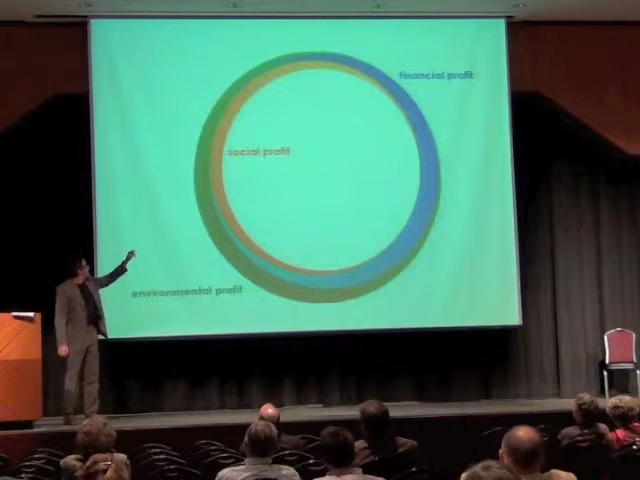 financial profit
social profit
environmental profit